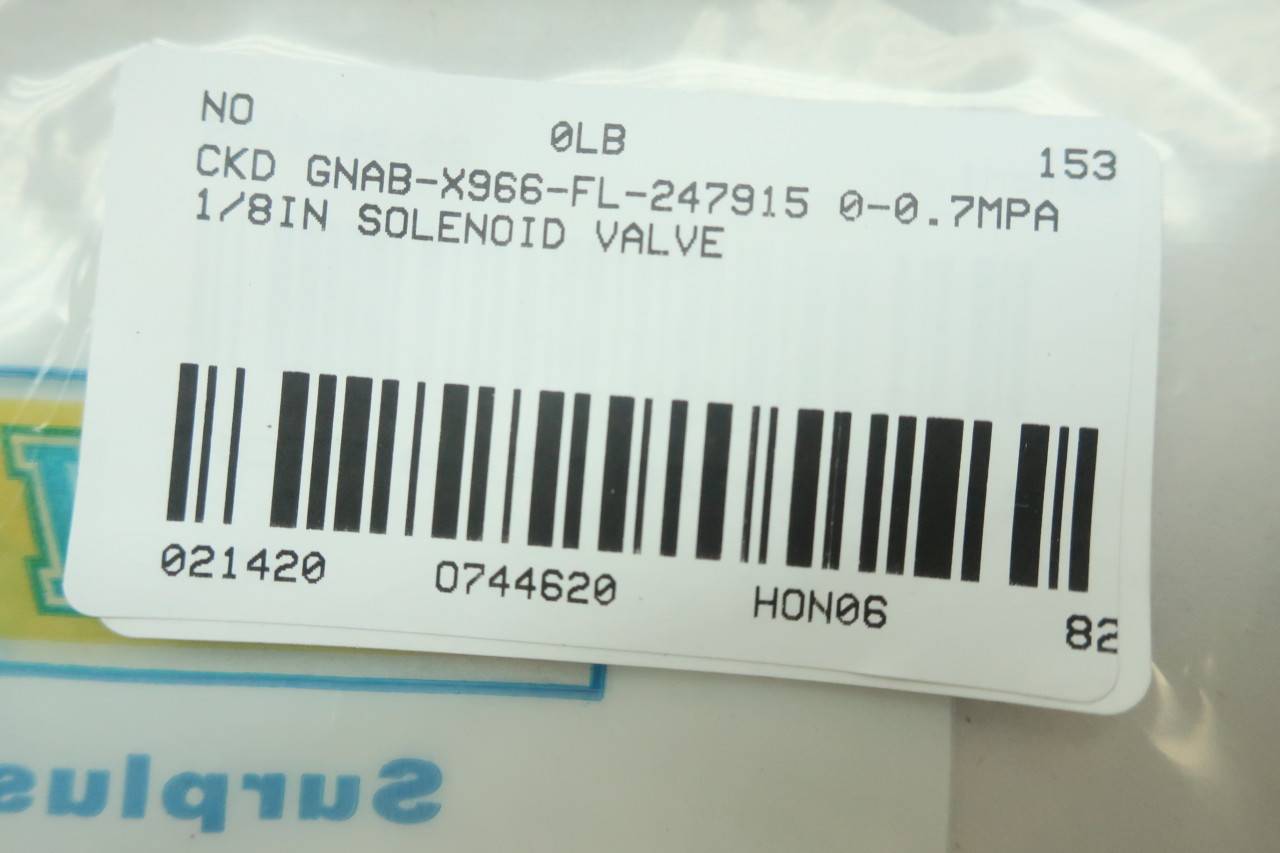 NO 0LB 153
CKD GNAB-X966-FL-247915 0-0.7MPA
1/8IN SOLENOID VALVE
021420 0744620 HON06 82
Surplus